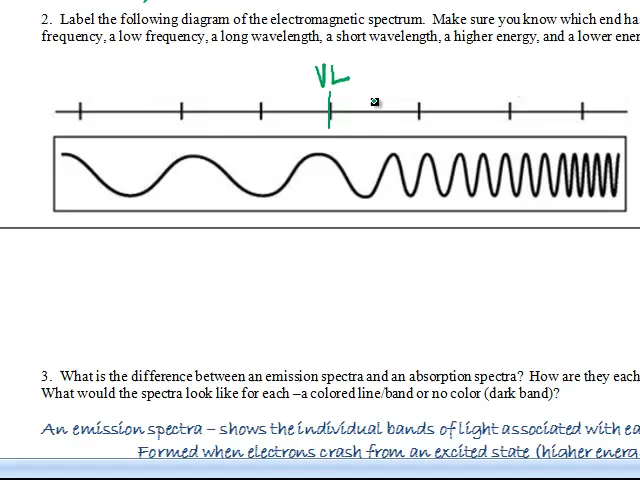 2. Label the following diagram of the electromagnetic spectrum. Make sure you know which end ha
frequency, a low frequency, a long wavelength, a short wavelength, a higher energy, and a lower ener
VL
3. What is the difference between an emission spectra and an absorption spectra? How are they each
What would the spectra look like for each –a colored line/band or no color (dark band)?
An emission spectra – shows the individual bands of light associated with ea
Formed when electrons crash from an excited state (higher energ